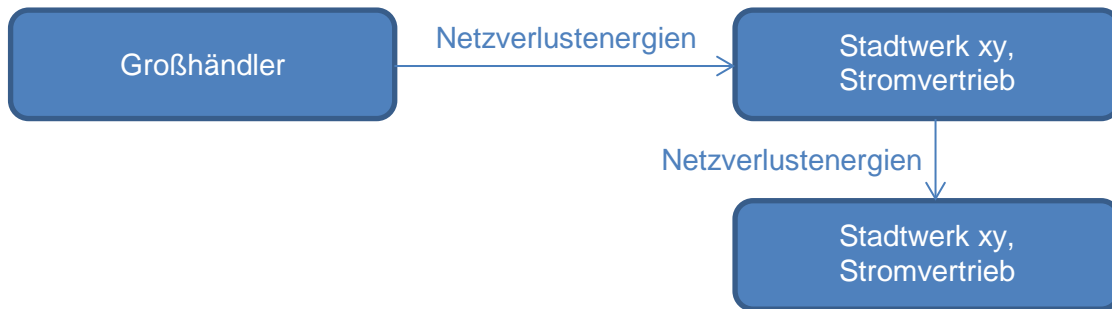 Netzverlustenergien
Großhändler
Stadtwerk xy,
Stromvertrieb
Netzverlustenergien
Stadtwerk xy,
Stromvertrieb